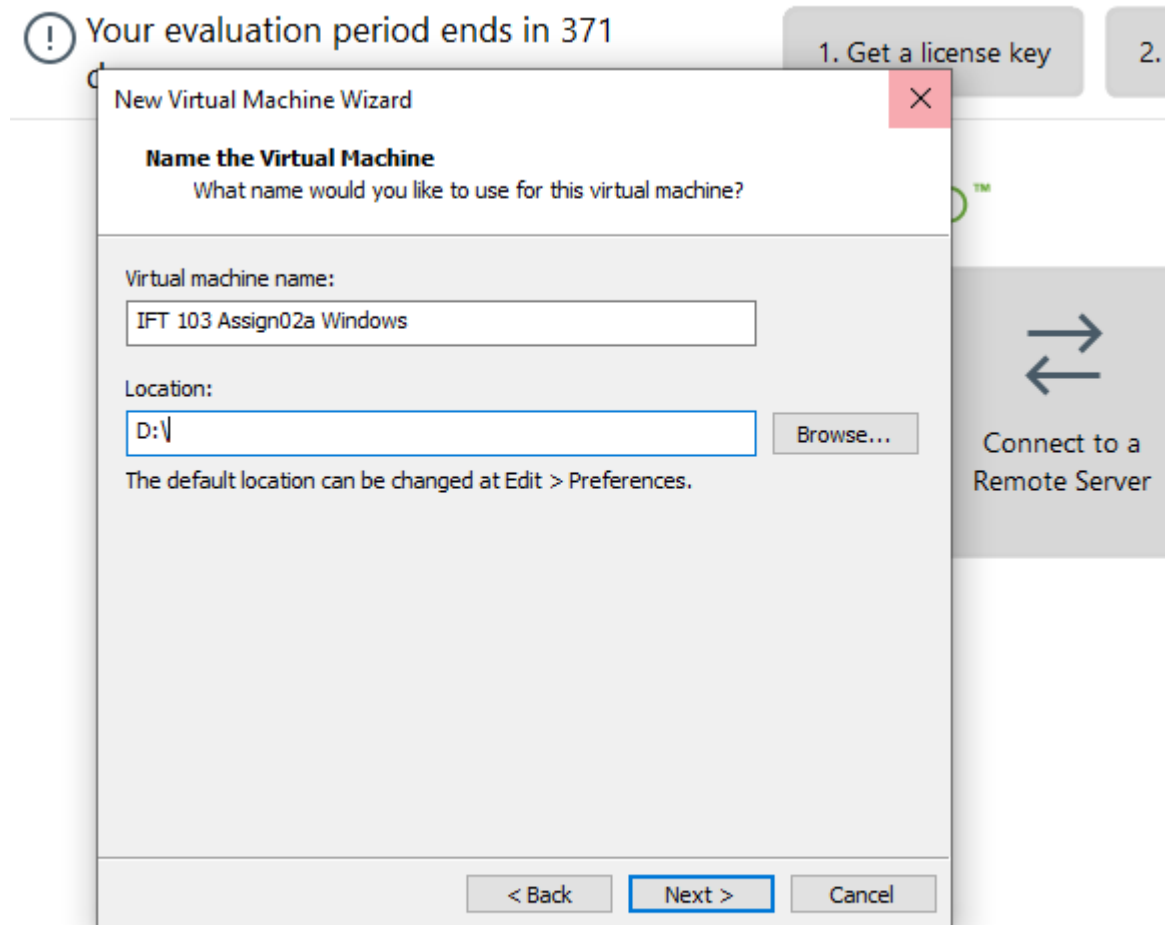 Your evaluation period ends in 371
1. Get a license key
2.
New Virtual Machine Wizard
Name the Virtual Machine
What name would you like to use for this virtual machine?
™
Virtual machine name:
IFT 103 Assign02a Windows
Location:
D:\
Browse...
The default location can be changed at Edit > Preferences.
Connect to a
Remote Server
< Back
Next >
Cancel